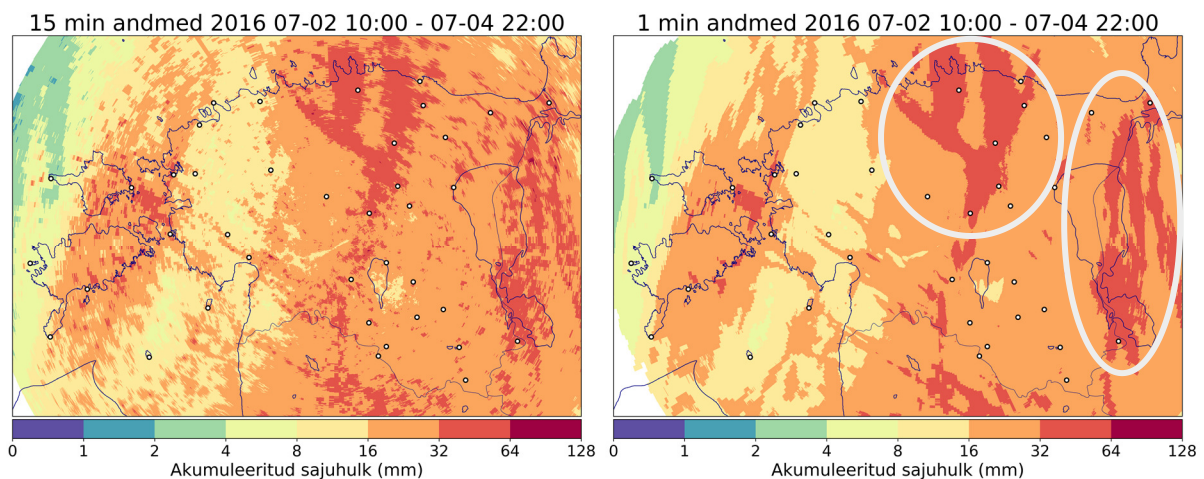 15 min andmed 2016 07-02 10:00 - 07-04 22:00
0 1 2 4 8 16 32 64 128
Akumuleeritud sajuhulk (mm)
1 min andmed 2016 07-02 10:00 - 07-04 22:00
0 1 2 4 8 16 32 64 128
Akumuleeritud sajuhulk (mm)